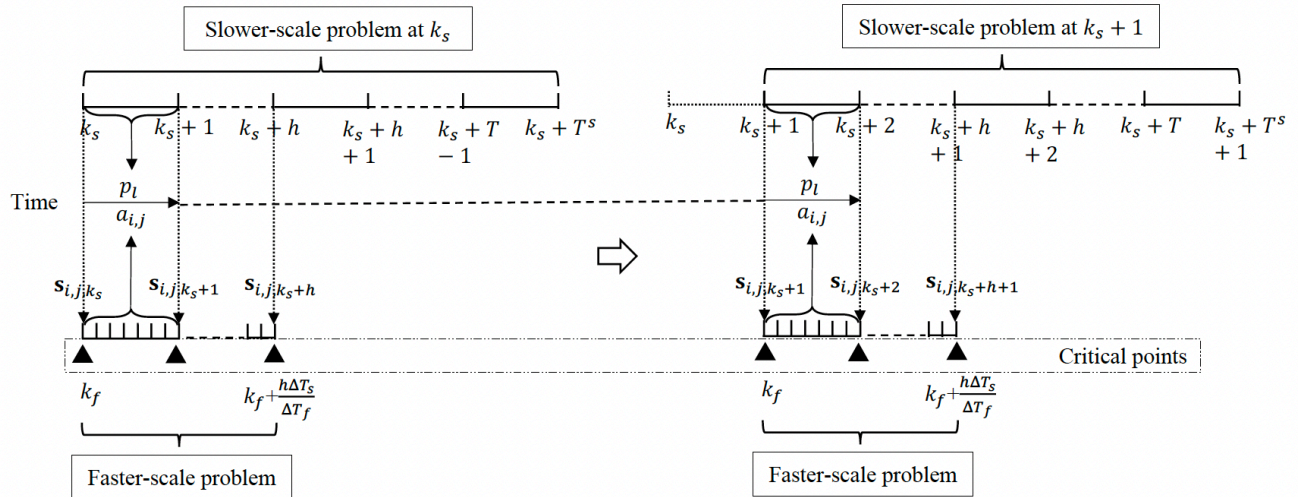 Slower-scale problem at k_s
Slower-scale problem at k_s + 1
k_s
k_s + 1
k_s + h
k_s + h
+ 1
k_s + T
− 1
k_s + T^s
k_s
k_s + 1
k_s + 2
k_s + h
+ 1
k_s + h
+ 2
k_s + T
k_s + T^s
+ 1
Time
p_l
a_{i,j}
p_l
a_{i,j}
s_{i,j,k_s}
s_{i,j,k_s+1}
s_{i,j,k_s+h}
s_{i,j,k_s+1}
s_{i,j,k_s+2}
s_{i,j,k_s+h+1}
Critical points
k_f
k_f+\frac{hΔT_s}{ΔT_f}
k_f
k_f+\frac{hΔT_s}{ΔT_f}
Faster-scale problem
Faster-scale problem